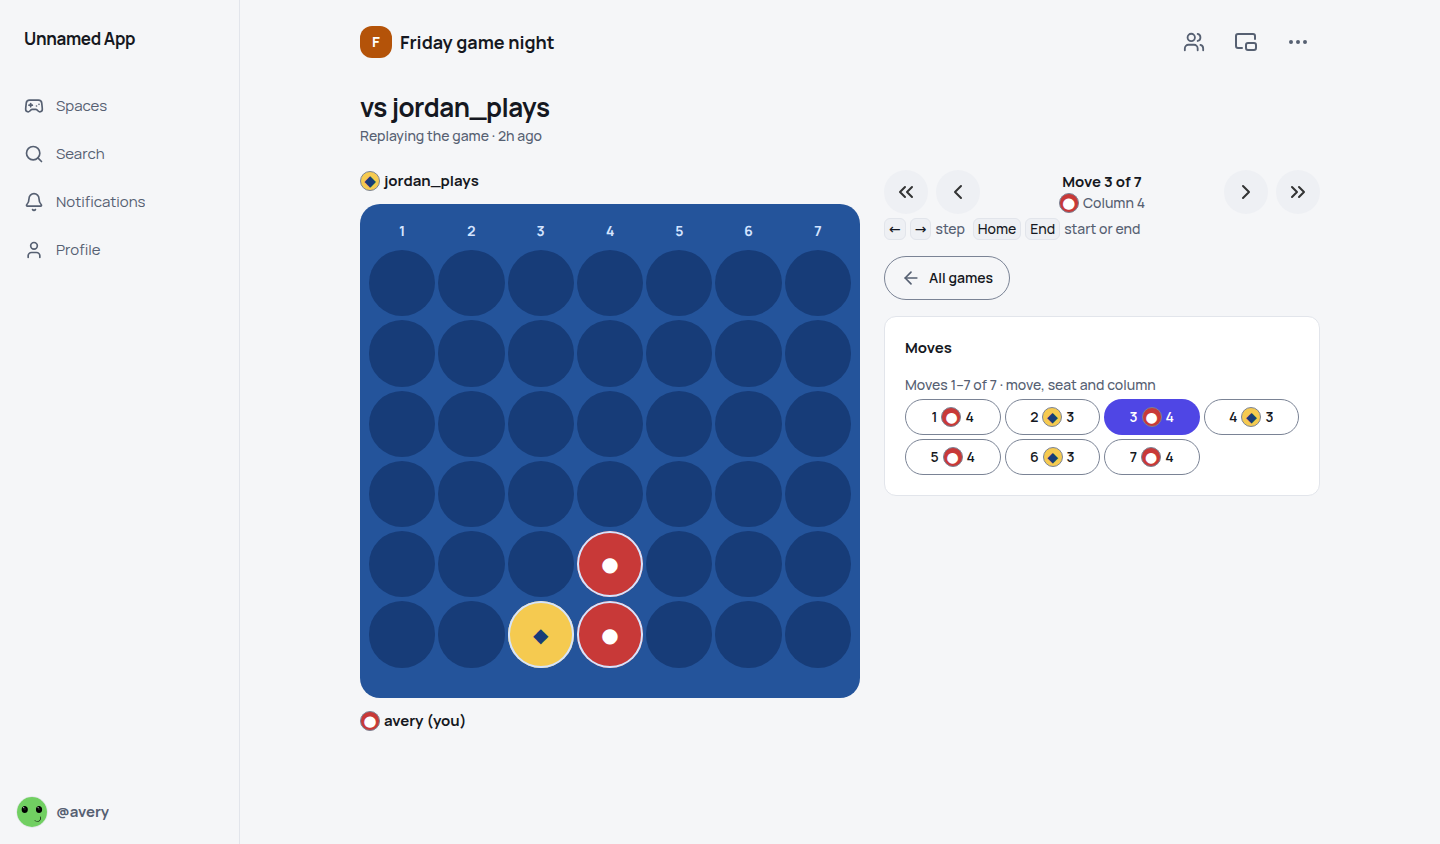 Unnamed App
Spaces
Search
Notifications
Profile
@avery
F Friday game night
vs jordan_plays
Replaying the game · 2h ago
jordan_plays
1 2 3 4 5 6 7
avery (you)
Move 3 of 7
Column 4
← → step Home End start or end
All games
Moves
Moves 1–7 of 7 · move, seat and column
1 4 2 3 3 4 4 3
5 4 6 3 7 4